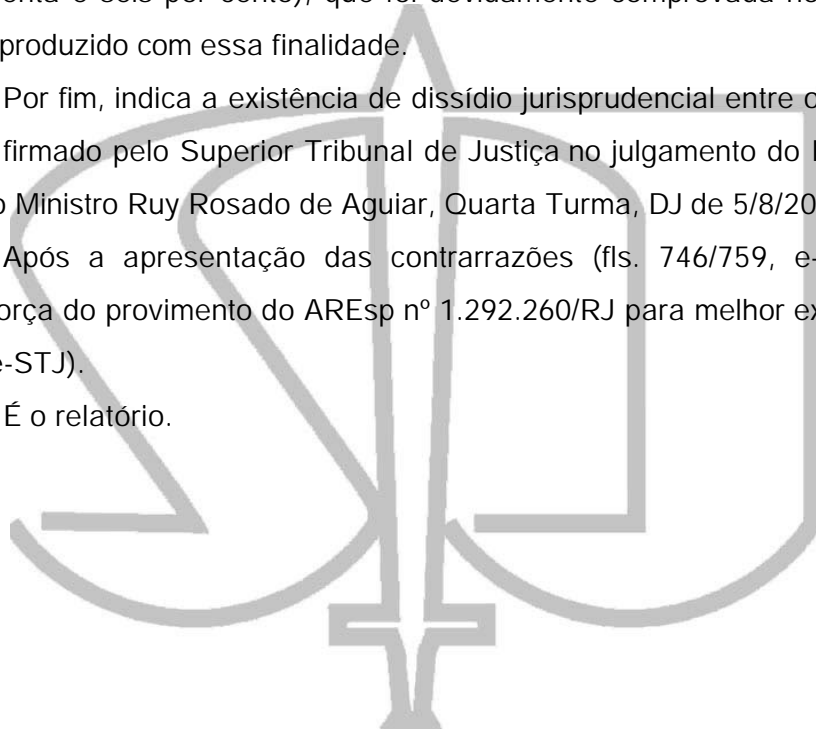 produzido com essa finalidade.
Por fim, indica a existência de dissídio jurisprudencial entre o
firmado pelo Superior Tribunal de Justiça no julgamento do
Ministro Ruy Rosado de Aguiar, Quarta Turma, DJ de 5/8/20
Após a apresentação das contrarrazões (fls. 746/759, e-
orça do provimento do AREsp nº 1.292.260/RJ para melhor ex
e-STJ).
É o relatório.